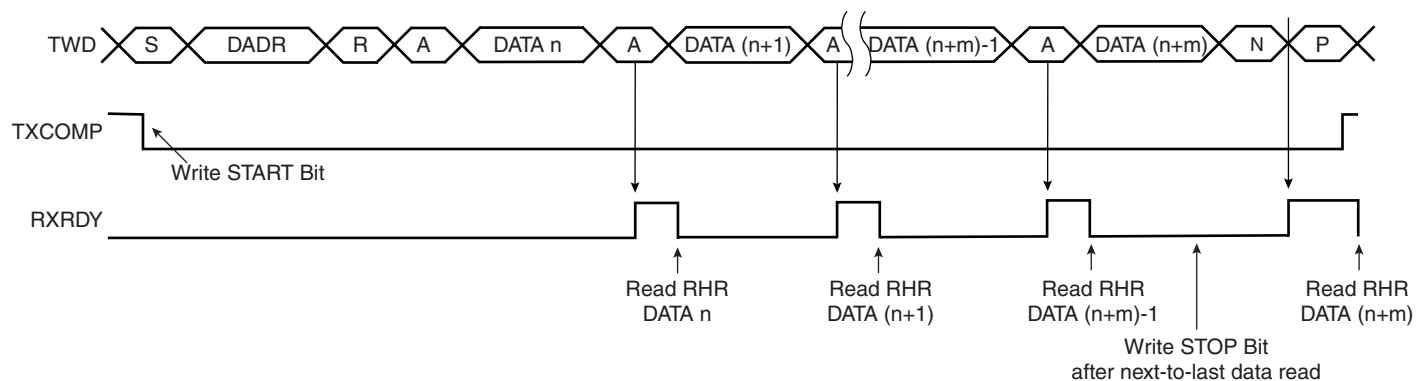 TWD S DADR R A DATA n A DATA (n+1) A DATA (n+m)-1 A DATA (n+m) N P
TXCOMP
Write START Bit
RXRDY
Read RHR Read RHR Read RHR Read RHR
DATA n DATA (n+1) DATA (n+m)-1 DATA (n+m)
Write STOP Bit
after next-to-last data read